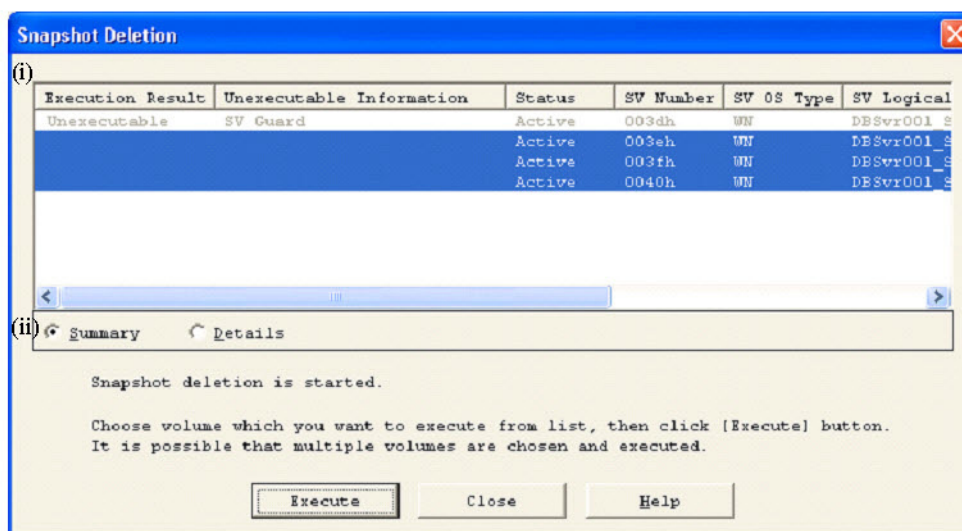 Snapshot Deletion
(i)
Execution Result Unexecutable Information Status SV Number SV OS Type SV Logical
Unexecutable SV Guard Active 003dh WN DBSvr001_S
Active 003eh WN DBSvr001_S
Active 003fh WN DBSvr001_S
Active 0040h WN DBSvr001_S
(ii) Summary Details
Snapshot deletion is started.
Choose volume which you want to execute from list, then click [Execute] button.
It is possible that multiple volumes are chosen and executed.
Execute Close Help